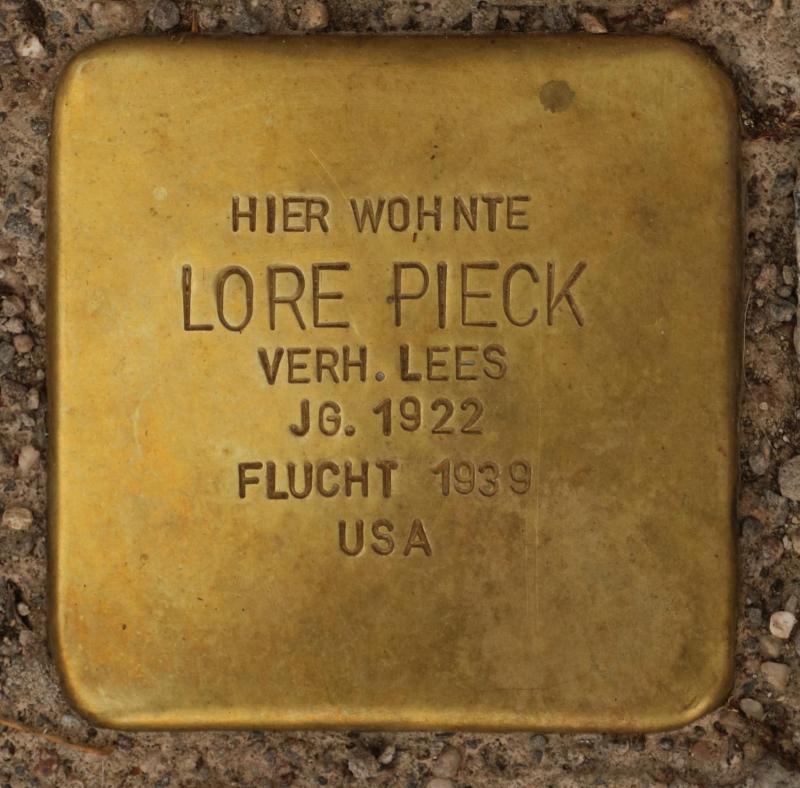 HIER WOHNTE
LORE PIECK
VERH. LEES
JG. 1922
FLUCHT 1939
USA